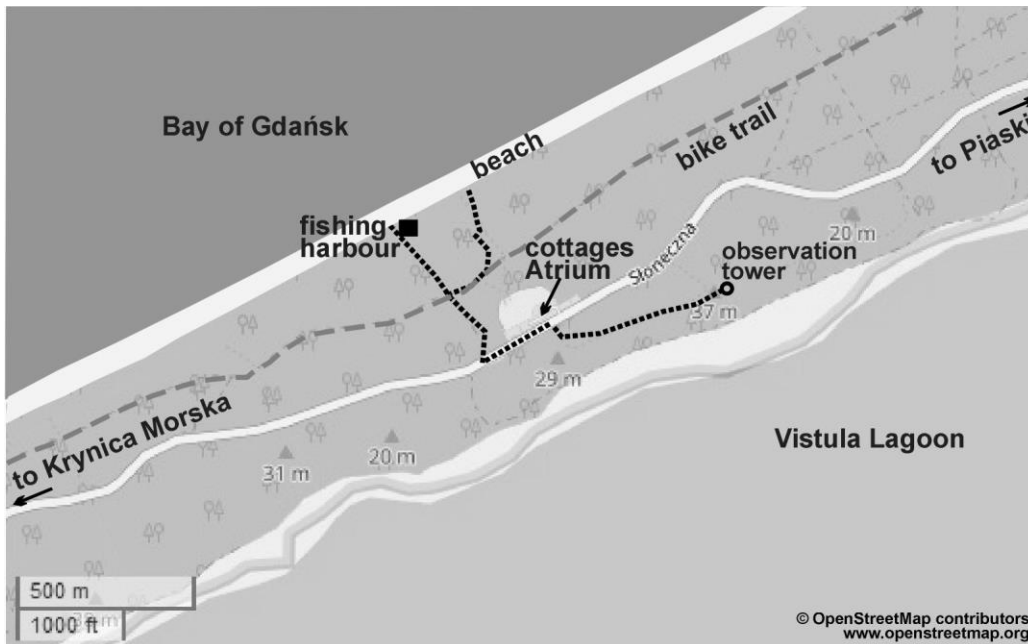 Bay of Gdańsk
beach
bike trail
to Piaski
fishing
harbour
cottages
Atrium
Słoneczna
observation
tower
20 m
37 m
29 m
to Krynica Morska
20 m
31 m
Vistula Lagoon
500 m
1000 ft
© OpenStreetMap contributors
www.openstreetmap.org